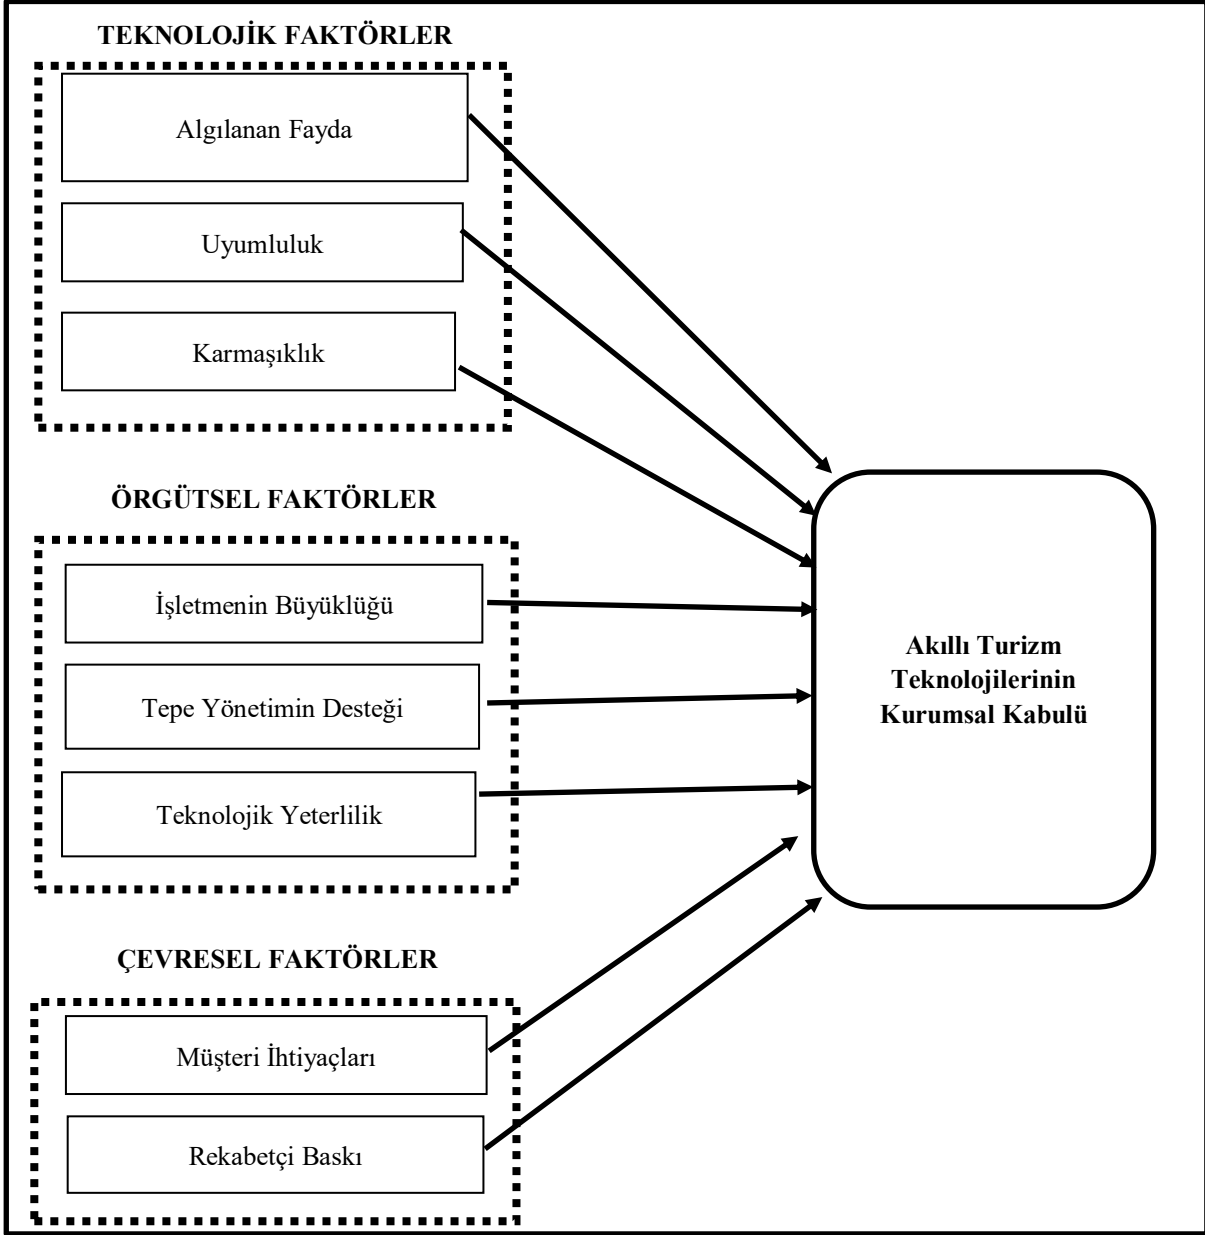 TEKNOLOJİK FAKTÖRLER
Algılanan Fayda
Uyumluluk
Karmaşıklık
ÖRGÜTSEL FAKTÖRLER
İşletmenin Büyüklüğü
Tepe Yönetimin Desteği
Teknolojik Yeterlilik
ÇEVRESEL FAKTÖRLER
Müşteri İhtiyaçları
Rekabetçi Baskı
Akıllı Turizm
Teknolojilerinin
Kurumsal Kabulü